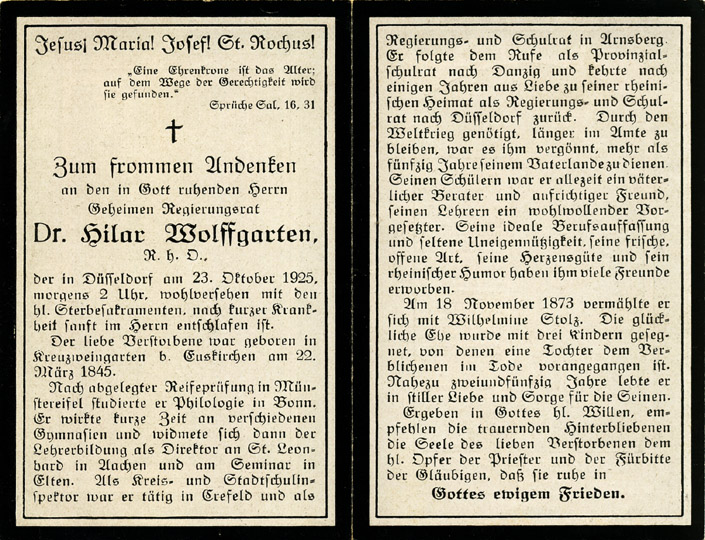 Jesus! Maria! Josef! St. Rochus!
„Eine Ehrenkrone ist das Alter;
auf dem Wege der Gerechtigkeit wird
sie gefunden.“
Sprüche Sal, 16, 31
Zum frommen Andenken
an den in Gott ruhenden Herrn
Geheimen Regierungsrat
Dr. Hilar Wolffgarten,
R. h. O.,
der in Düsseldorf am 23. Oktober 1925,
morgens 2 Uhr, wohlversehen mit den
hl. Sterbesakramenten, nach kurzer Krank-
heit sanft im Herrn entschlafen ist.
Der liebe Verstorbene war geboren in
Kreuzweingarten b. Euskirchen am 22.
März 1845.
Nach abgelegter Reifeprüfung in Mün-
stereifel studierte er Philologie in Bonn.
Er wirkte kurze Zeit an verschiedenen
Gymnasien und widmete sich dann der
Lehrerbildung als Direktor an St. Leon-
hard in Aachen und am Seminar in
Elten. Als Kreis- und Stadtschulin-
spektor war er tätig in Crefeld und als
Regierungs- und Schulrat in Arnsberg.
Er folgte dem Rufe als Provinzial-
schulrat nach Danzig und kehrte nach
einigen Jahren aus Liebe zu seiner rheini-
schen Heimat als Regierungs- und Schul-
rat nach Düsseldorf zurück. Durch den
Weltkrieg genötigt, länger im Amte zu
bleiben, war es ihm vergönnt, mehr als
fünfzig Jahre seinem Vaterlande zu dienen.
Seinen Schülern war er allezeit ein väter-
licher Berater und aufrichtiger Freund,
seinen Lehrern ein wohlwollender Vor-
gesetzter. Seine ideale Berufsauffassung
und seltene Uneigennützigkeit, seine frische,
offene Art, seine Herzensgüte und sein
rheinischer Humor haben ihm viele Freunde
erworben.
Am 18 November 1873 vermählte er
sich mit Wilhelmine Stolz. Die glück-
liche Ehe wurde mit drei Kindern geseg-
net, von denen eine Tochter dem Ver-
blichenen im Tode vorangegangen ist.
Nahezu zweiundfünfzig Jahre lebte er
in stiller Liebe und Sorge für die Seinen.
Ergeben in Gottes hl. Willen, em-
pfehlen die trauernden Hinterbliebenen
die Seele des lieben Verstorbenen dem
hl. Opfer der Priester und der Fürbitte
der Gläubigen, daß sie ruhe in
Gottes ewigem Frieden.